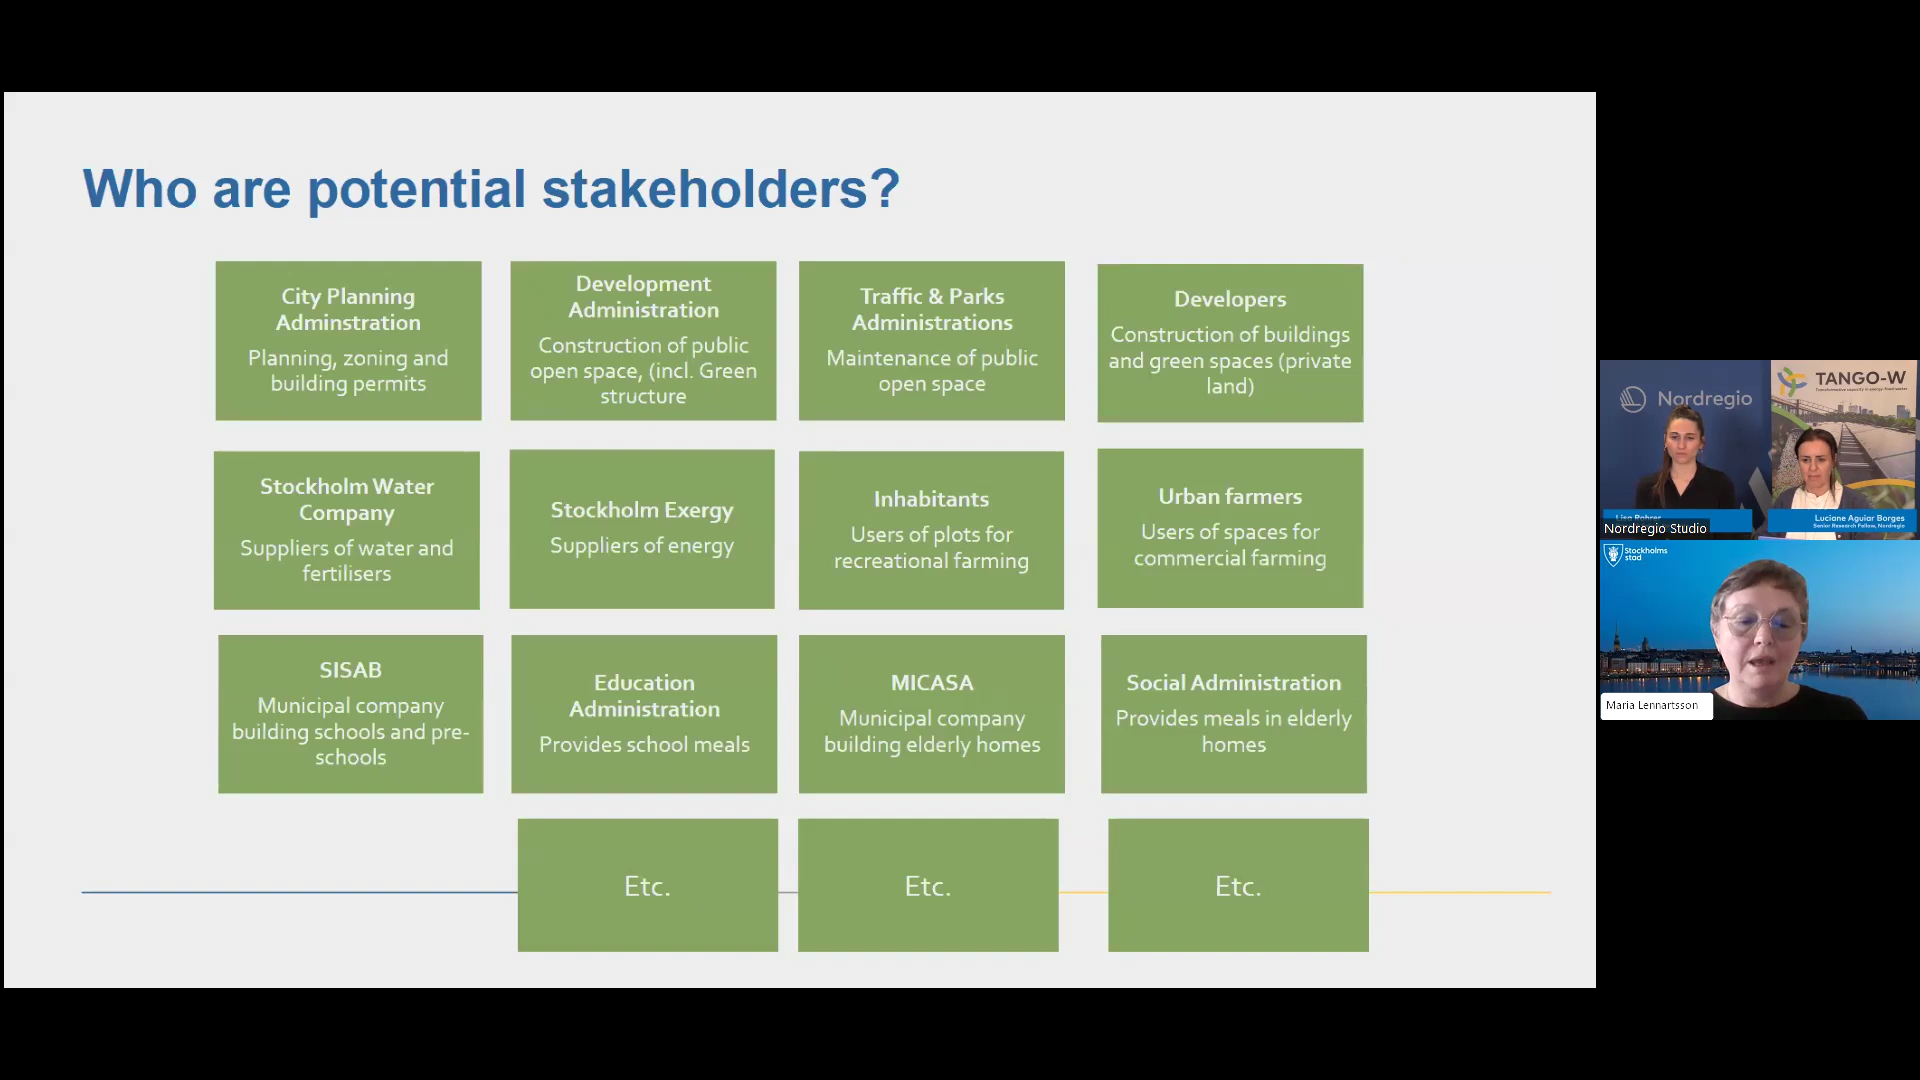 Who are potential stakeholders?
City Planning
Adminstration
Planning, zoning and
building permits
Development
Administration
Construction of public
open space, (incl. Green
structure
Traffic & Parks
Administrations
Maintenance of public
open space
Developers
Construction of buildings
and green spaces (private
land)
Stockholm Water
Company
Suppliers of water and
fertilisers
Stockholm Exergy
Suppliers of energy
Inhabitants
Users of plots for
recreational farming
Urban farmers
Users of spaces for
commercial farming
SISAB
Municipal company
building schools and pre-
schools
Education
Administration
Provides school meals
MICASA
Municipal company
building elderly homes
Social Administration
Provides meals in elderly
homes
Etc.
Etc.
Etc.
Nordregio
TANGO-W
Luciane Aguiar Borges
Senior Research Fellow, Nordregio
Nordregio Studio
Stockholms
stad
Maria Lennartsson